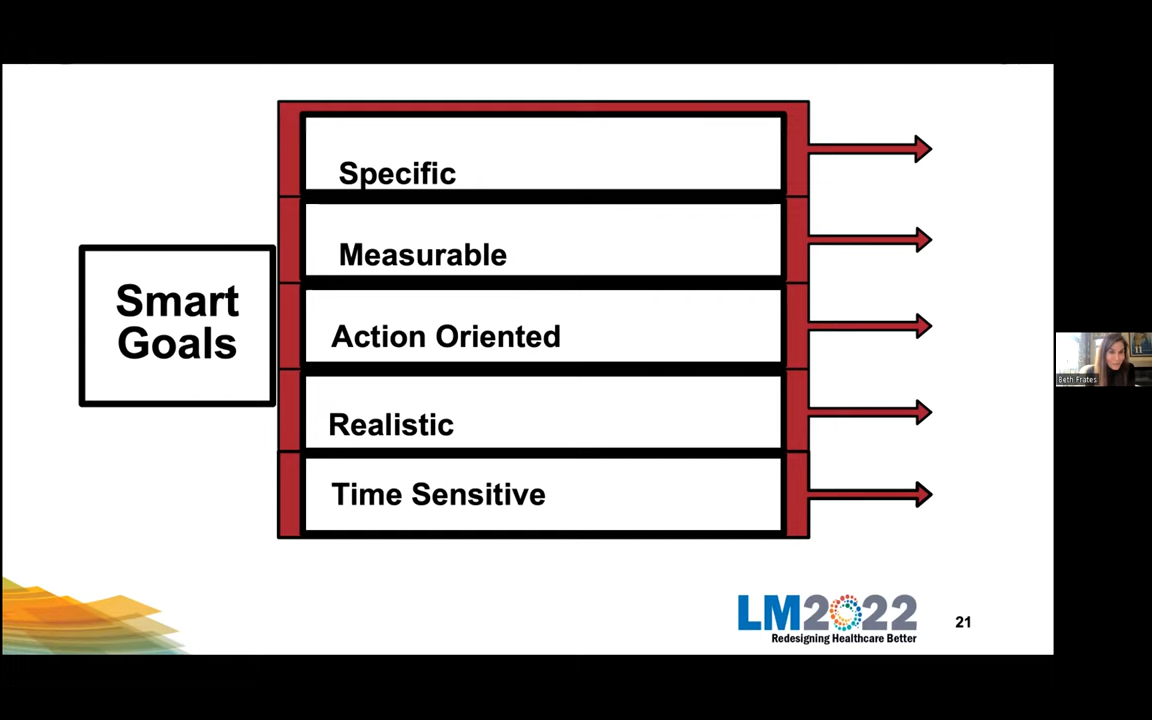 Specific
Measurable
Smart
Goals
Action Oriented
Realistic
Time Sensitive
Beth Frates
LM2022
Redesigning Healthcare Better
21